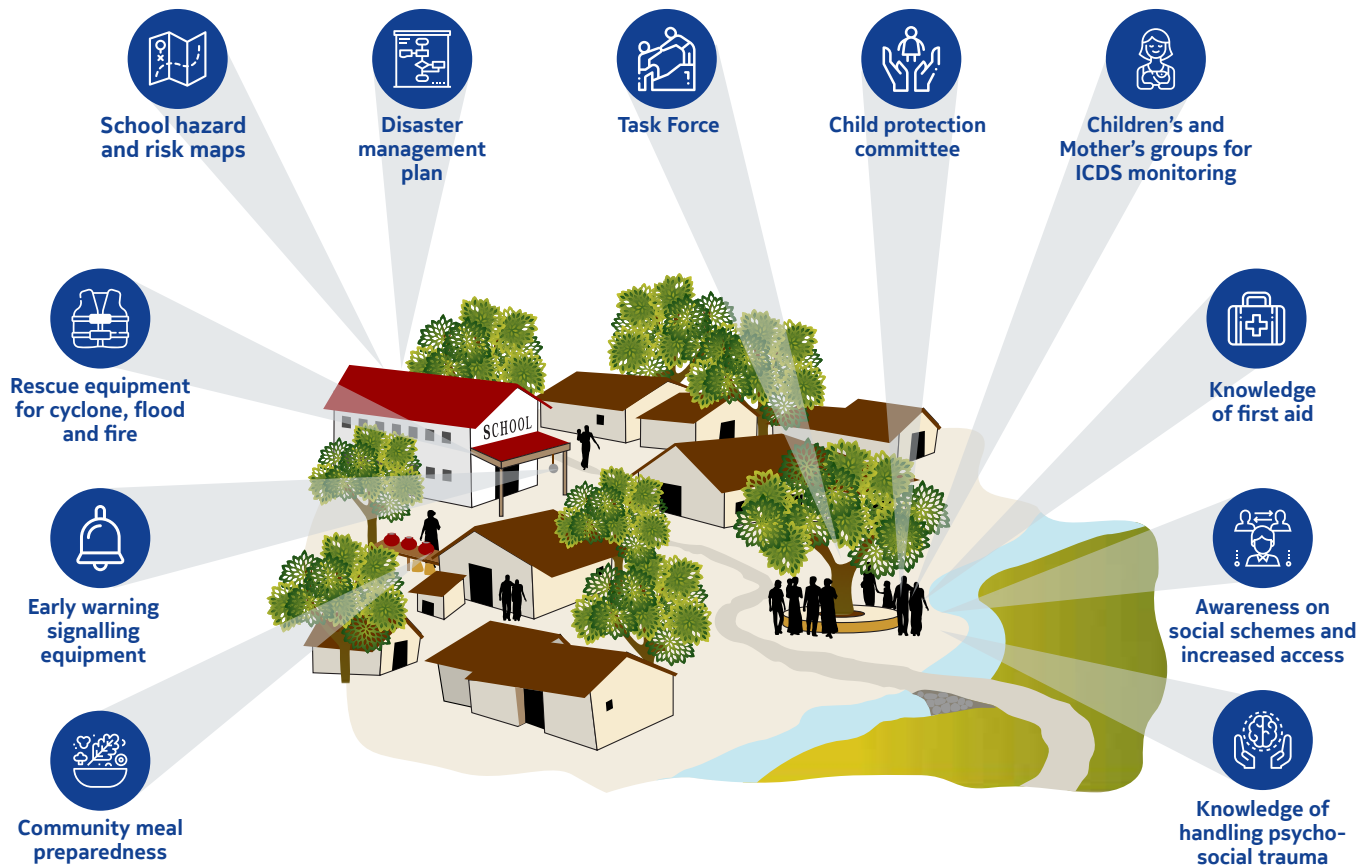 School hazard
and risk maps
Disaster
management
plan
Task Force
Child protection
committee
Children’s and
Mother’s groups for
ICDS monitoring
Rescue equipment
for cyclone, flood
and fire
Knowledge
of first aid
SCHOOL
Early warning
signalling
equipment
Awareness on
social schemes and
increased access
Community meal
preparedness
Knowledge of
handling psycho-
social trauma